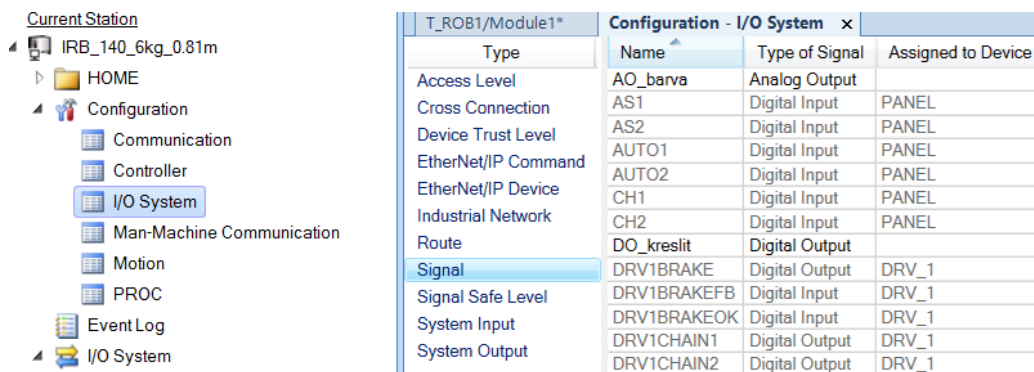 Current Station
IRB_140_6kg_0.81m
HOME
Configuration
Communication
Controller
I/O System
Man-Machine Communication
Motion
PROC
Event Log
I/O System
T_ROB1/Module1* Configuration - I/O System x
Type
Access Level
Cross Connection
Device Trust Level
EtherNet/IP Command
EtherNet/IP Device
Industrial Network
Route
Signal
Signal Safe Level
System Input
System Output
Name Type of Signal Assigned to Device
AO_barva Analog Output
AS1 Digital Input PANEL
AS2 Digital Input PANEL
AUTO1 Digital Input PANEL
AUTO2 Digital Input PANEL
CH1 Digital Input PANEL
CH2 Digital Input PANEL
DO_kreslit Digital Output
DRV1BRAKE Digital Output DRV_1
DRV1BRAKEFB Digital Input DRV_1
DRV1BRAKEOK Digital Input DRV_1
DRV1CHAIN1 Digital Output DRV_1
DRV1CHAIN2 Digital Output DRV_1